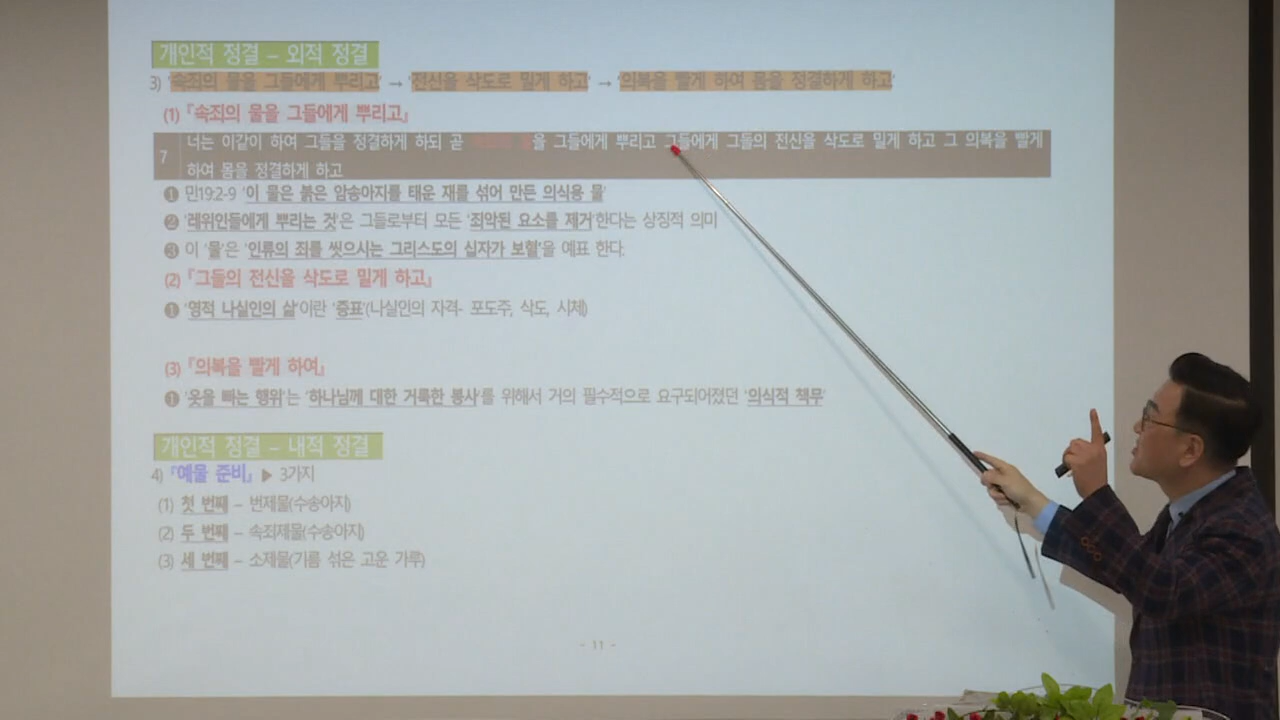 개인적 정결 – 외적 정결
3) '속죄의 물을 그들에게 뿌리고' → '전신을 삭도로 밀게 하고' → '의복을 빨게 하여 몸을 정결하게 하고'
(1) 『속죄의 물을 그들에게 뿌리고』
7 너는 이같이 하여 그들을 정결하게 하되 곧 속죄의 물을 그들에게 뿌리고 그들에게 그들의 전신을 삭도로 밀게 하고 그 의복을 빨게
하여 몸을 정결하게 하고
❶ 민19:2-9 '이 물은 붉은 암송아지를 태운 재를 섞어 만든 의식용 물'
❷ '레위인들에게 뿌리는 것'은 그들로부터 모든 '죄악된 요소를 제거'한다는 상징적 의미
❸ 이 '물'은 '인류의 죄를 씻으시는 그리스도의 십자가 보혈'을 예표 한다.
(2) 『그들의 전신을 삭도로 밀게 하고』
❶ '영적 나실인의 삶'이란 '증표'(나실인의 자격- 포도주, 삭도, 시체)
(3) 『의복을 빨게 하여』
❶ '옷을 빠는 행위'는 '하나님께 대한 거룩한 봉사'를 위해서 거의 필수적으로 요구되어졌던 '의식적 책무'
개인적 정결 – 내적 정결
4) 『예물 준비』 ▶ 3가지
(1) 첫 번째 – 번제물(수송아지)
(2) 두 번째 – 속죄제물(수송아지)
(3) 세 번째 – 소제물(기름 섞은 고운 가루)
- 11 -